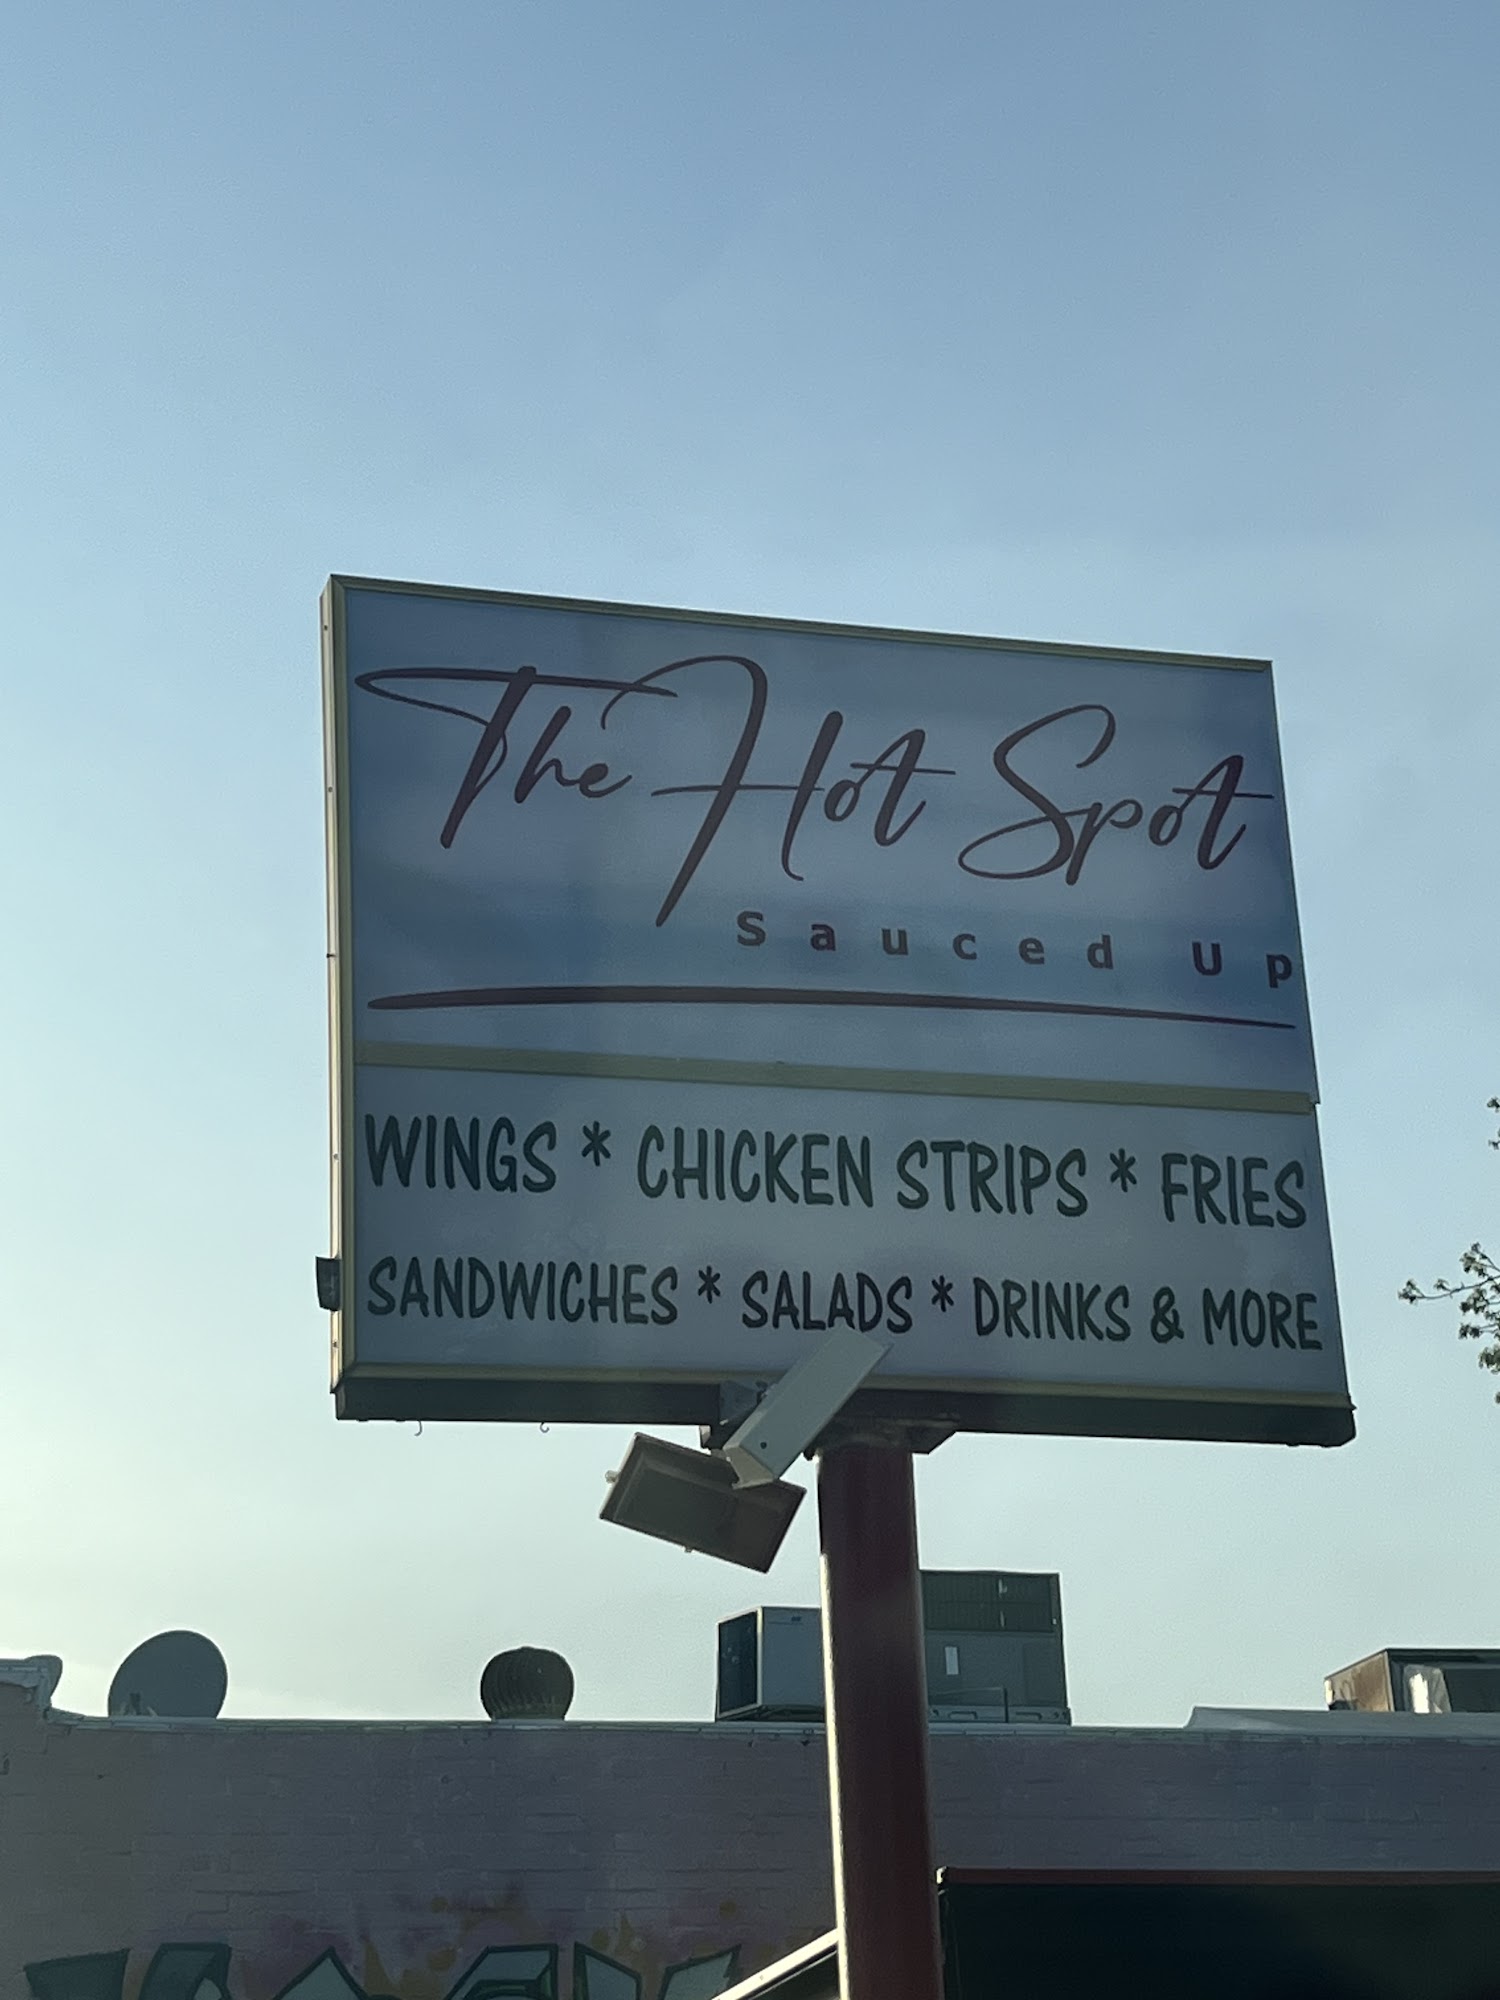 The Hot Spot
Sauced Up
WINGS * CHICKEN STRIPS * FRIES
SANDWICHES * SALADS * DRINKS & MORE